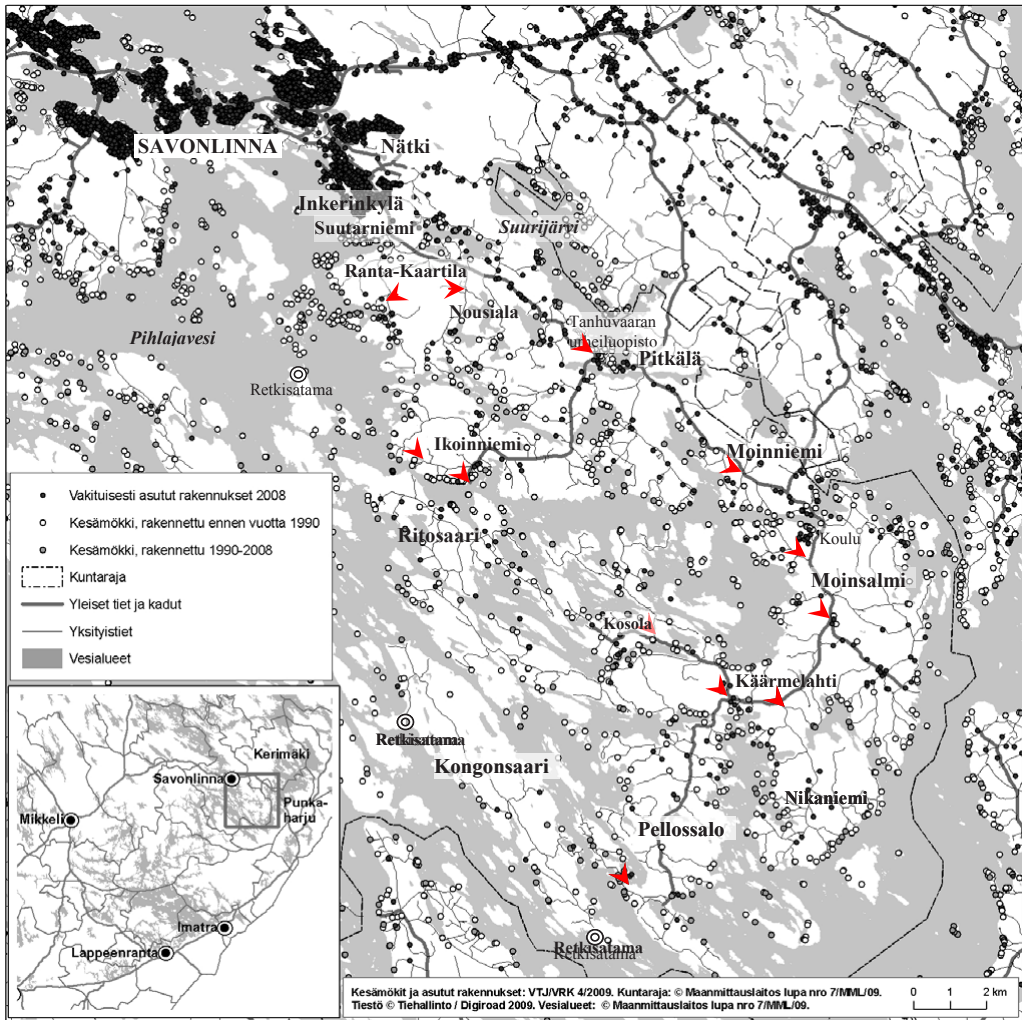 SAVONLINNA
Nätki
Inkerinkylä
Suutarniemi
Suurijärvi
Ranta-Kaartila
Nousiala
Pihlajavesi
Tanhuvaaran
urheiluopisto
Pitkälä
Retkisatama
Ikoinniemi
Moinniemi
Ritosaari
Koulu
Moinsalmi
Kosola
Käärmelahti
Retkisatama
Kongonsaari
Nikaniemi
Pellossalo
Retkisatama
Retkisatama
Vakituisesti asutut rakennukset 2008
Kesämökki, rakennettu ennen vuotta 1990
Kesämökki, rakennettu 1990-2008
Kuntaraja
Yleiset tiet ja kadut
Yksityistiet
Vesialueet
Kerimäki
Savonlinna
Punka-
harju
Mikkeli
Imatra
Lappeenranta
Kesämökit ja asutut rakennukset: VTJ/VRK 4/2009. Kuntaraja: © Maanmittauslaitos lupa nro 7/MML/09.
Tiestö © Tiehallinto / Digiroad 2009. Vesialueet: © Maanmittauslaitos lupa nro 7/MML/09.
0 1 2 km